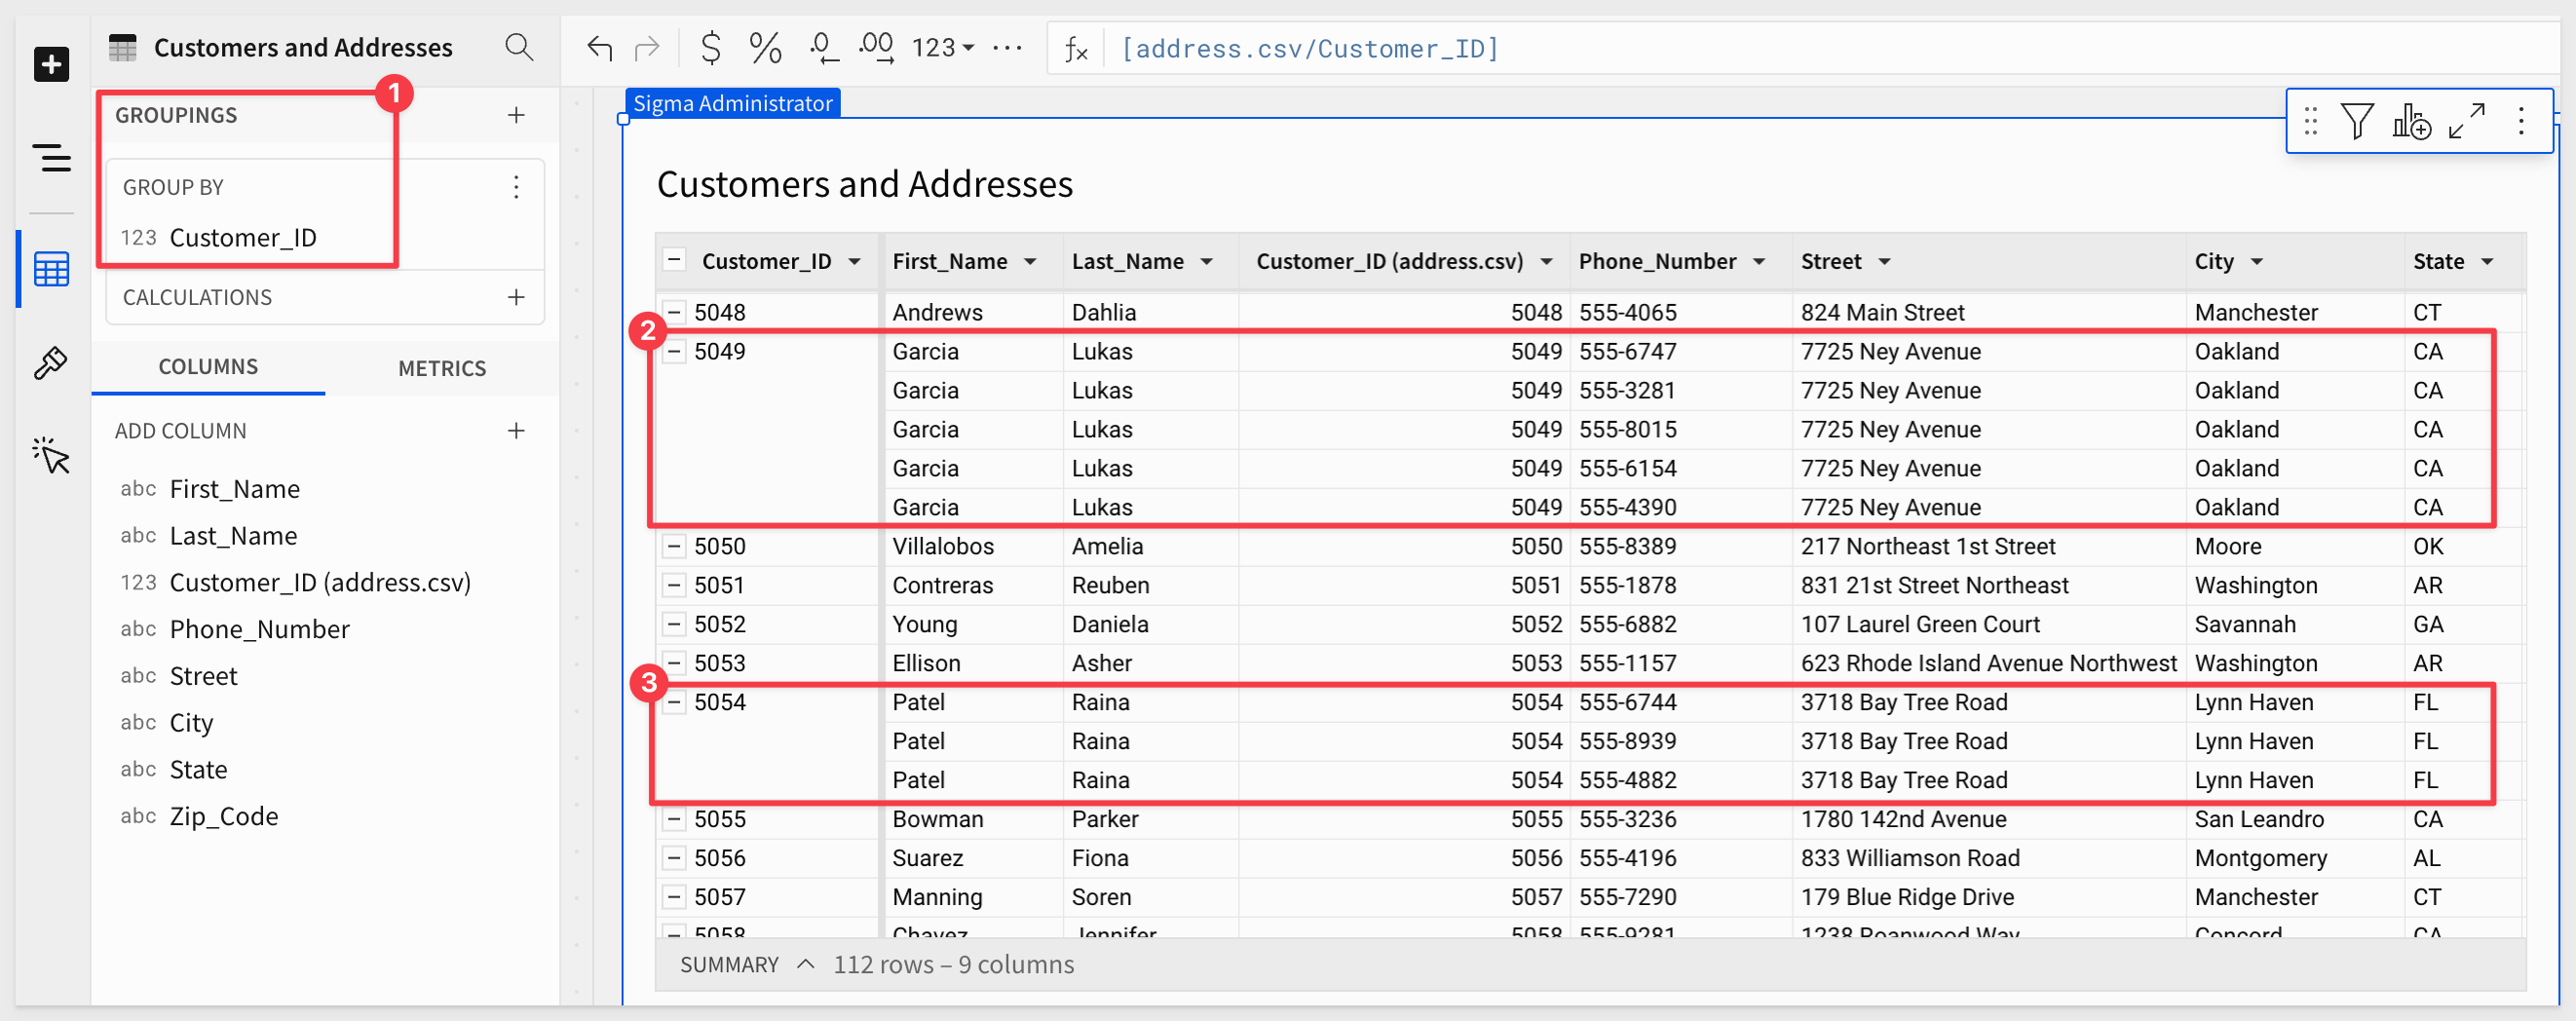 Customers and Addresses
123
[address.csv/Customer_ID]
1
GROUPINGS
GROUP BY
123 Customer_ID
CALCULATIONS
COLUMNS METRICS
ADD COLUMN
abc First_Name
abc Last_Name
123 Customer_ID (address.csv)
abc Phone_Number
abc Street
abc City
abc State
abc Zip_Code
Sigma Administrator
Customers and Addresses
Customer_ID First_Name Last_Name Customer_ID (address.csv) Phone_Number Street City State
5048 Andrews Dahlia 5048 555-4065 824 Main Street Manchester CT
2
5049 Garcia Lukas 5049 555-6747 7725 Ney Avenue Oakland CA
Garcia Lukas 5049 555-3281 7725 Ney Avenue Oakland CA
Garcia Lukas 5049 555-8015 7725 Ney Avenue Oakland CA
Garcia Lukas 5049 555-6154 7725 Ney Avenue Oakland CA
Garcia Lukas 5049 555-4390 7725 Ney Avenue Oakland CA
5050 Villalobos Amelia 5050 555-8389 217 Northeast 1st Street Moore OK
5051 Contreras Reuben 5051 555-1878 831 21st Street Northeast Washington AR
5052 Young Daniela 5052 555-6882 107 Laurel Green Court Savannah GA
5053 Ellison Asher 5053 555-1157 623 Rhode Island Avenue Northwest Washington AR
3
5054 Patel Raina 5054 555-6744 3718 Bay Tree Road Lynn Haven FL
Patel Raina 5054 555-8939 3718 Bay Tree Road Lynn Haven FL
Patel Raina 5054 555-4882 3718 Bay Tree Road Lynn Haven FL
5055 Bowman Parker 5055 555-3236 1780 142nd Avenue San Leandro CA
5056 Suarez Fiona 5056 555-4196 833 Williamson Road Montgomery AL
5057 Manning Soren 5057 555-7290 179 Blue Ridge Drive Manchester CT
5058 Chavez Jennifer 5058 555-9281 1238 Roanwood Way Concord CA
SUMMARY 112 rows – 9 columns